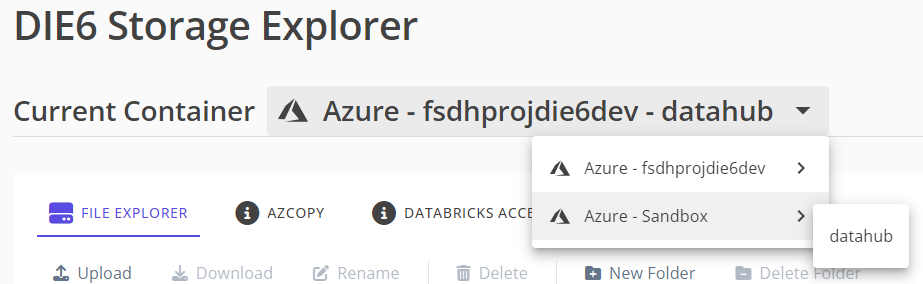 DIE6 Storage Explorer
Current Container Azure - fsdhprojdie6dev - datahub
Azure - fsdhprojdie6dev
Azure - Sandbox
datahub
FILE EXPLORER AZCOPY DATABRICKS ACCE
Upload Download Rename Delete New Folder Delete Folder